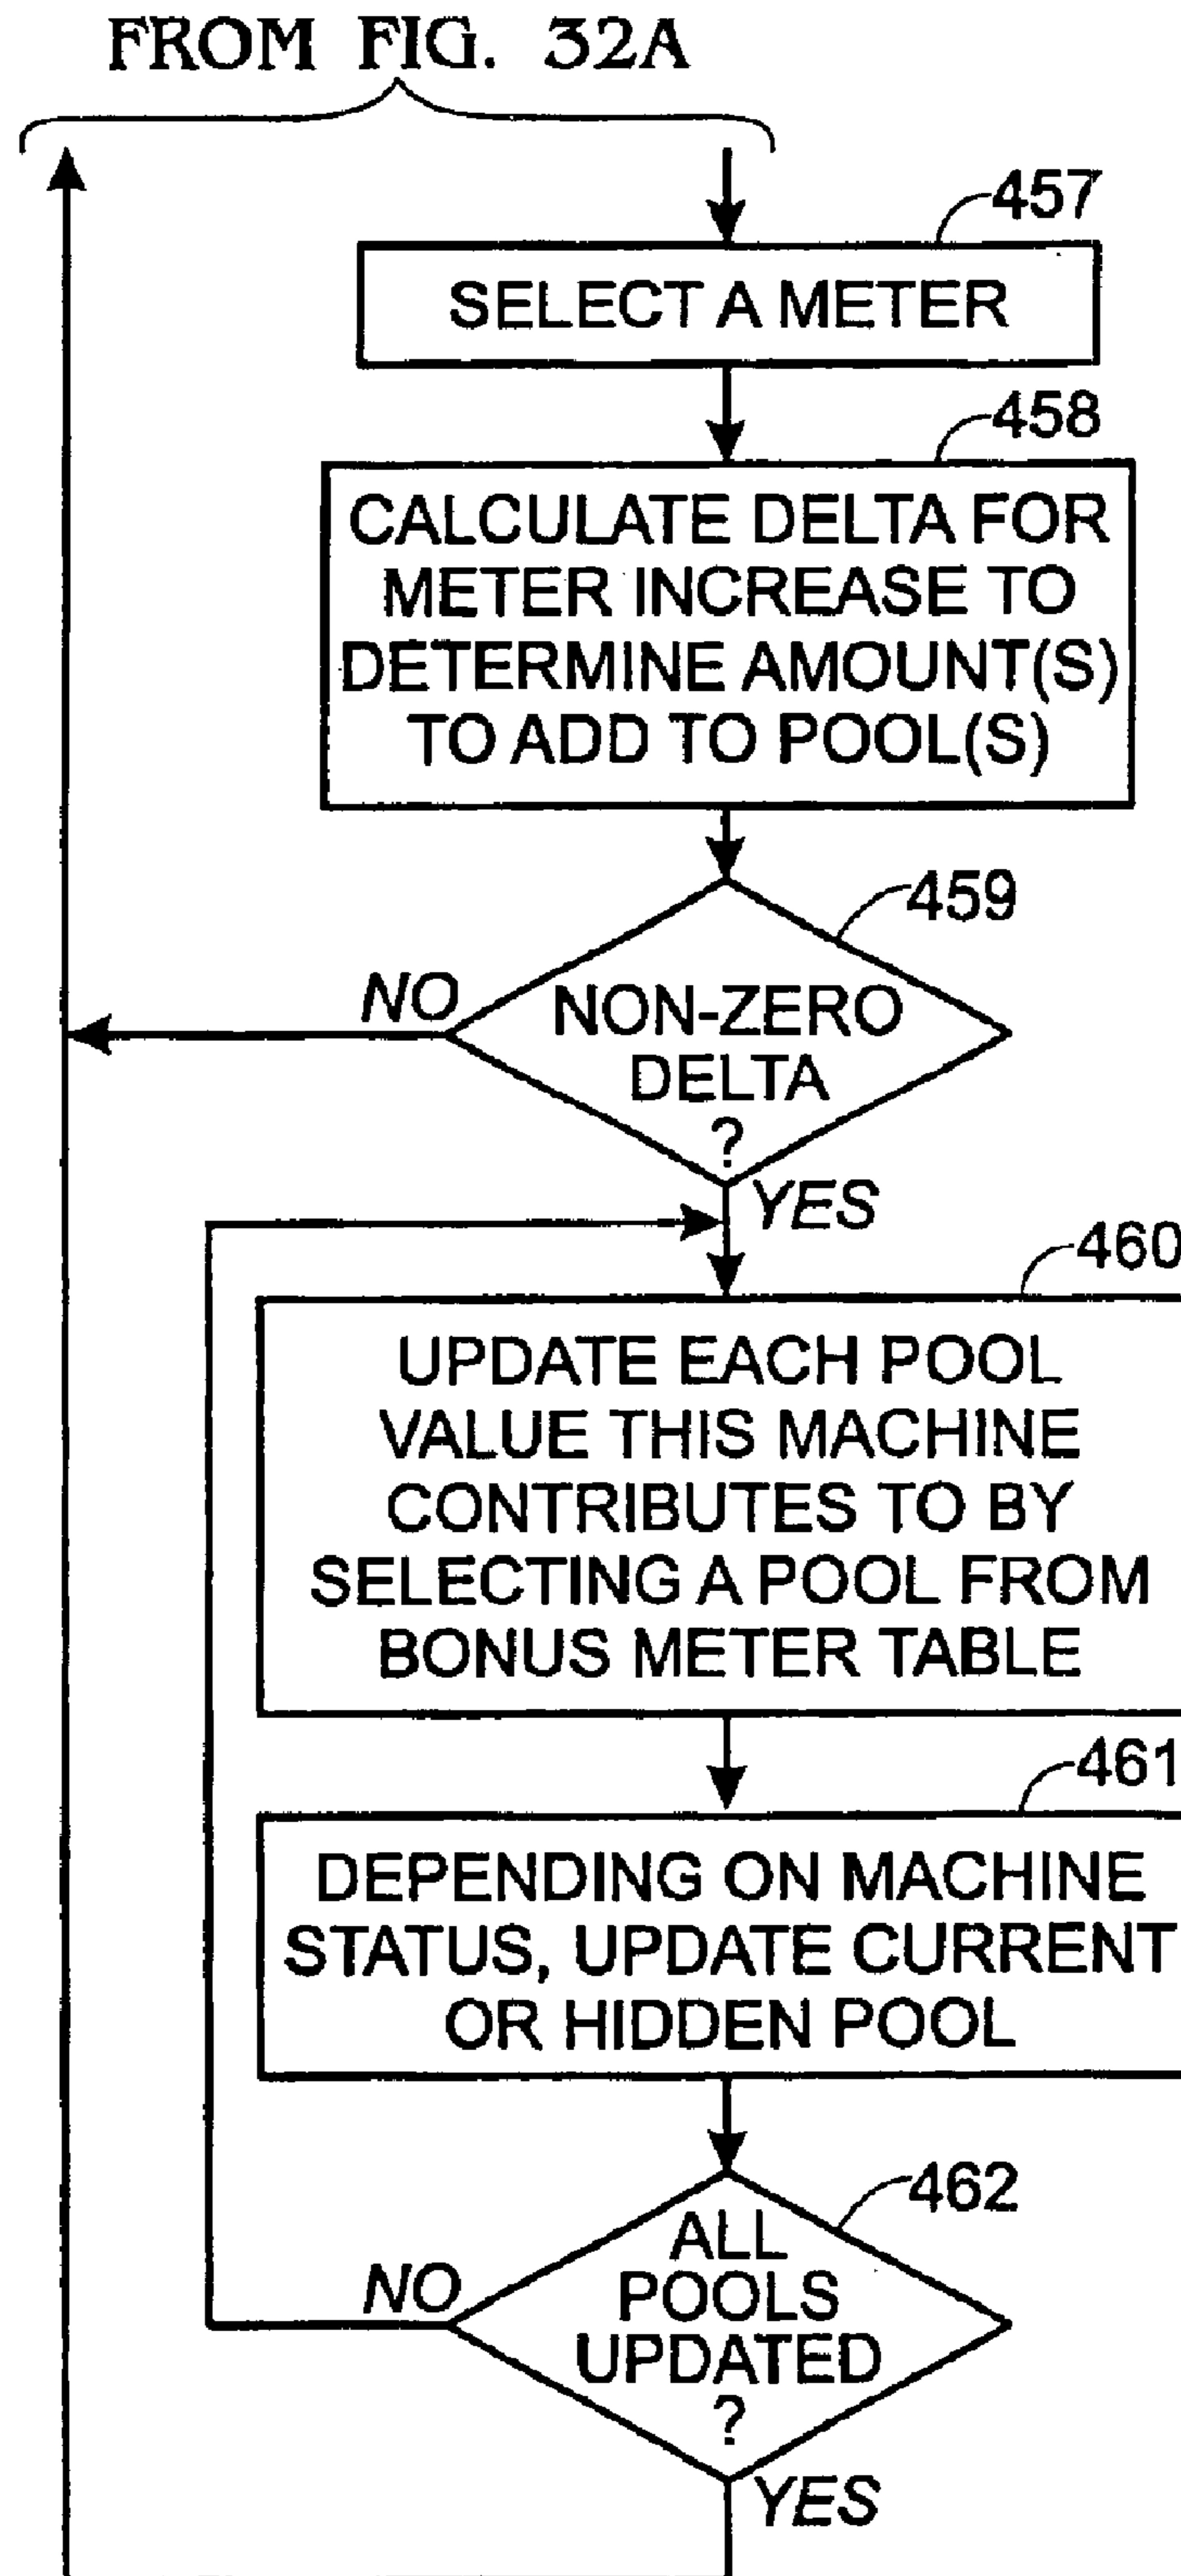 FROM FIG. 32A
457
SELECT A METER
458
CALCULATE DELTA FOR
METER INCREASE TO
DETERMINE AMOUNT(S)
TO ADD TO POOL(S)
459
NO
NON-ZERO
DELTA
?
YES
460
UPDATE EACH POOL
VALUE THIS MACHINE
CONTRIBUTES TO BY
SELECTING A POOL FROM
BONUS METER TABLE
461
DEPENDING ON MACHINE
STATUS, UPDATE CURRENT
OR HIDDEN POOL
462
NO
ALL
POOLS
UPDATED
?
YES